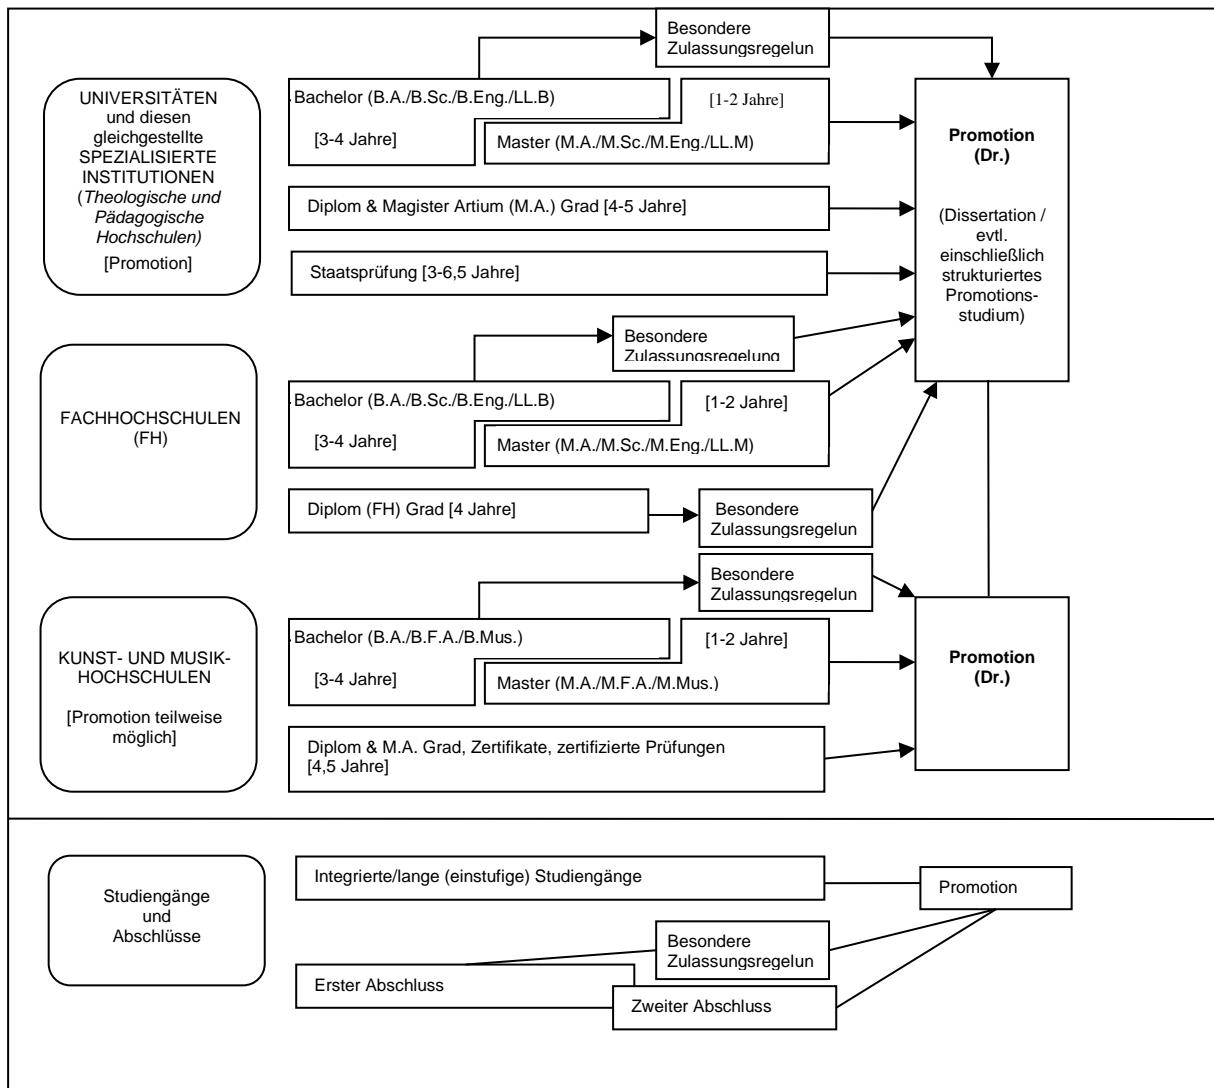 Besondere
Zulassungsregelun
UNIVERSITÄTEN
und diesen
gleichgestellte
SPEZIALISIERTE
INSTITUTIONEN
(Theologische und
Pädagogische
Hochschulen)
[Promotion]
Bachelor (B.A./B.Sc./B.Eng./LL.B)
[3-4 Jahre]
[1-2 Jahre]
Master (M.A./M.Sc./M.Eng./LL.M)
Diplom & Magister Artium (M.A.) Grad [4-5 Jahre]
Staatsprüfung [3-6,5 Jahre]
Promotion
(Dr.)
(Dissertation /
evtl.
einschließlich
strukturiertes
Promotions-
studium)
FACHHOCHSCHULEN
(FH)
Besondere
Zulassungsregelung
Bachelor (B.A./B.Sc./B.Eng./LL.B)
[3-4 Jahre]
[1-2 Jahre]
Master (M.A./M.Sc./M.Eng./LL.M)
Diplom (FH) Grad [4 Jahre]
Besondere
Zulassungsregelun
KUNST- UND MUSIK-
HOCHSCHULEN
[Promotion teilweise
möglich]
Besondere
Zulassungsregelun
Bachelor (B.A./B.F.A./B.Mus.)
[3-4 Jahre]
[1-2 Jahre]
Master (M.A./M.F.A./M.Mus.)
Diplom & M.A. Grad, Zertifikate, zertifizierte Prüfungen
[4,5 Jahre]
Promotion
(Dr.)
Studiengänge
und
Abschlüsse
Integrierte/lange (einstufige) Studiengänge
Promotion
Besondere
Zulassungsregelun
Erster Abschluss
Zweiter Abschluss